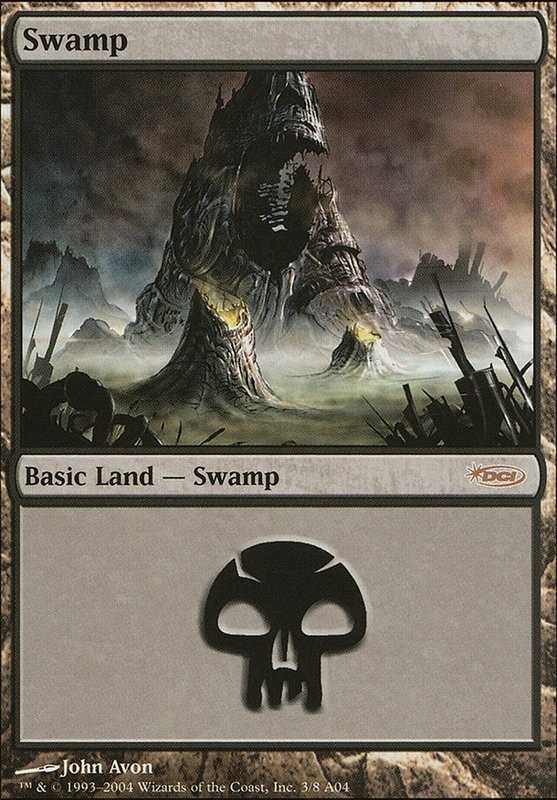 Swamp
Basic Land — Swamp
DCI
John Avon
™ & © 1993–2004 Wizards of the Coast, Inc. 3/8 A04